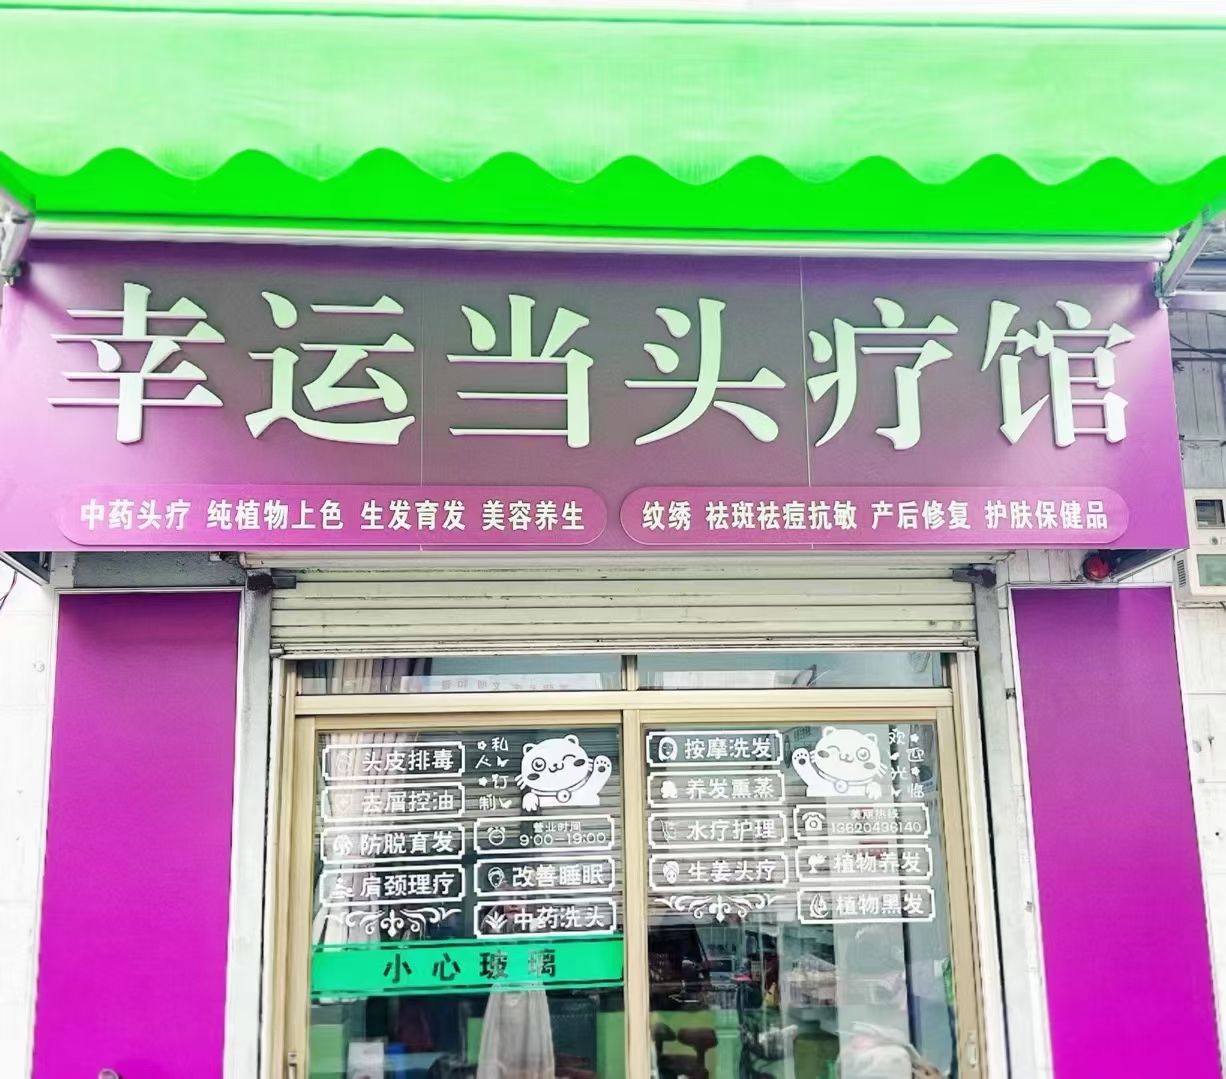 幸运当头疗馆
中药头疗 纯植物上色 生发育发 美容养生
纹绣 祛斑祛痘抗敏 产后修复 护肤保健品
头皮排毒
去屑控油
防脱育发
肩颈理疗
私人订制
营业时间
9:00-19:00
改善睡眠
中药洗头
小心玻璃
按摩洗发
养发熏蒸
水疗护理
生姜头疗
欢迎光临
美丽热线
13620436140
植物养发
植物黑发